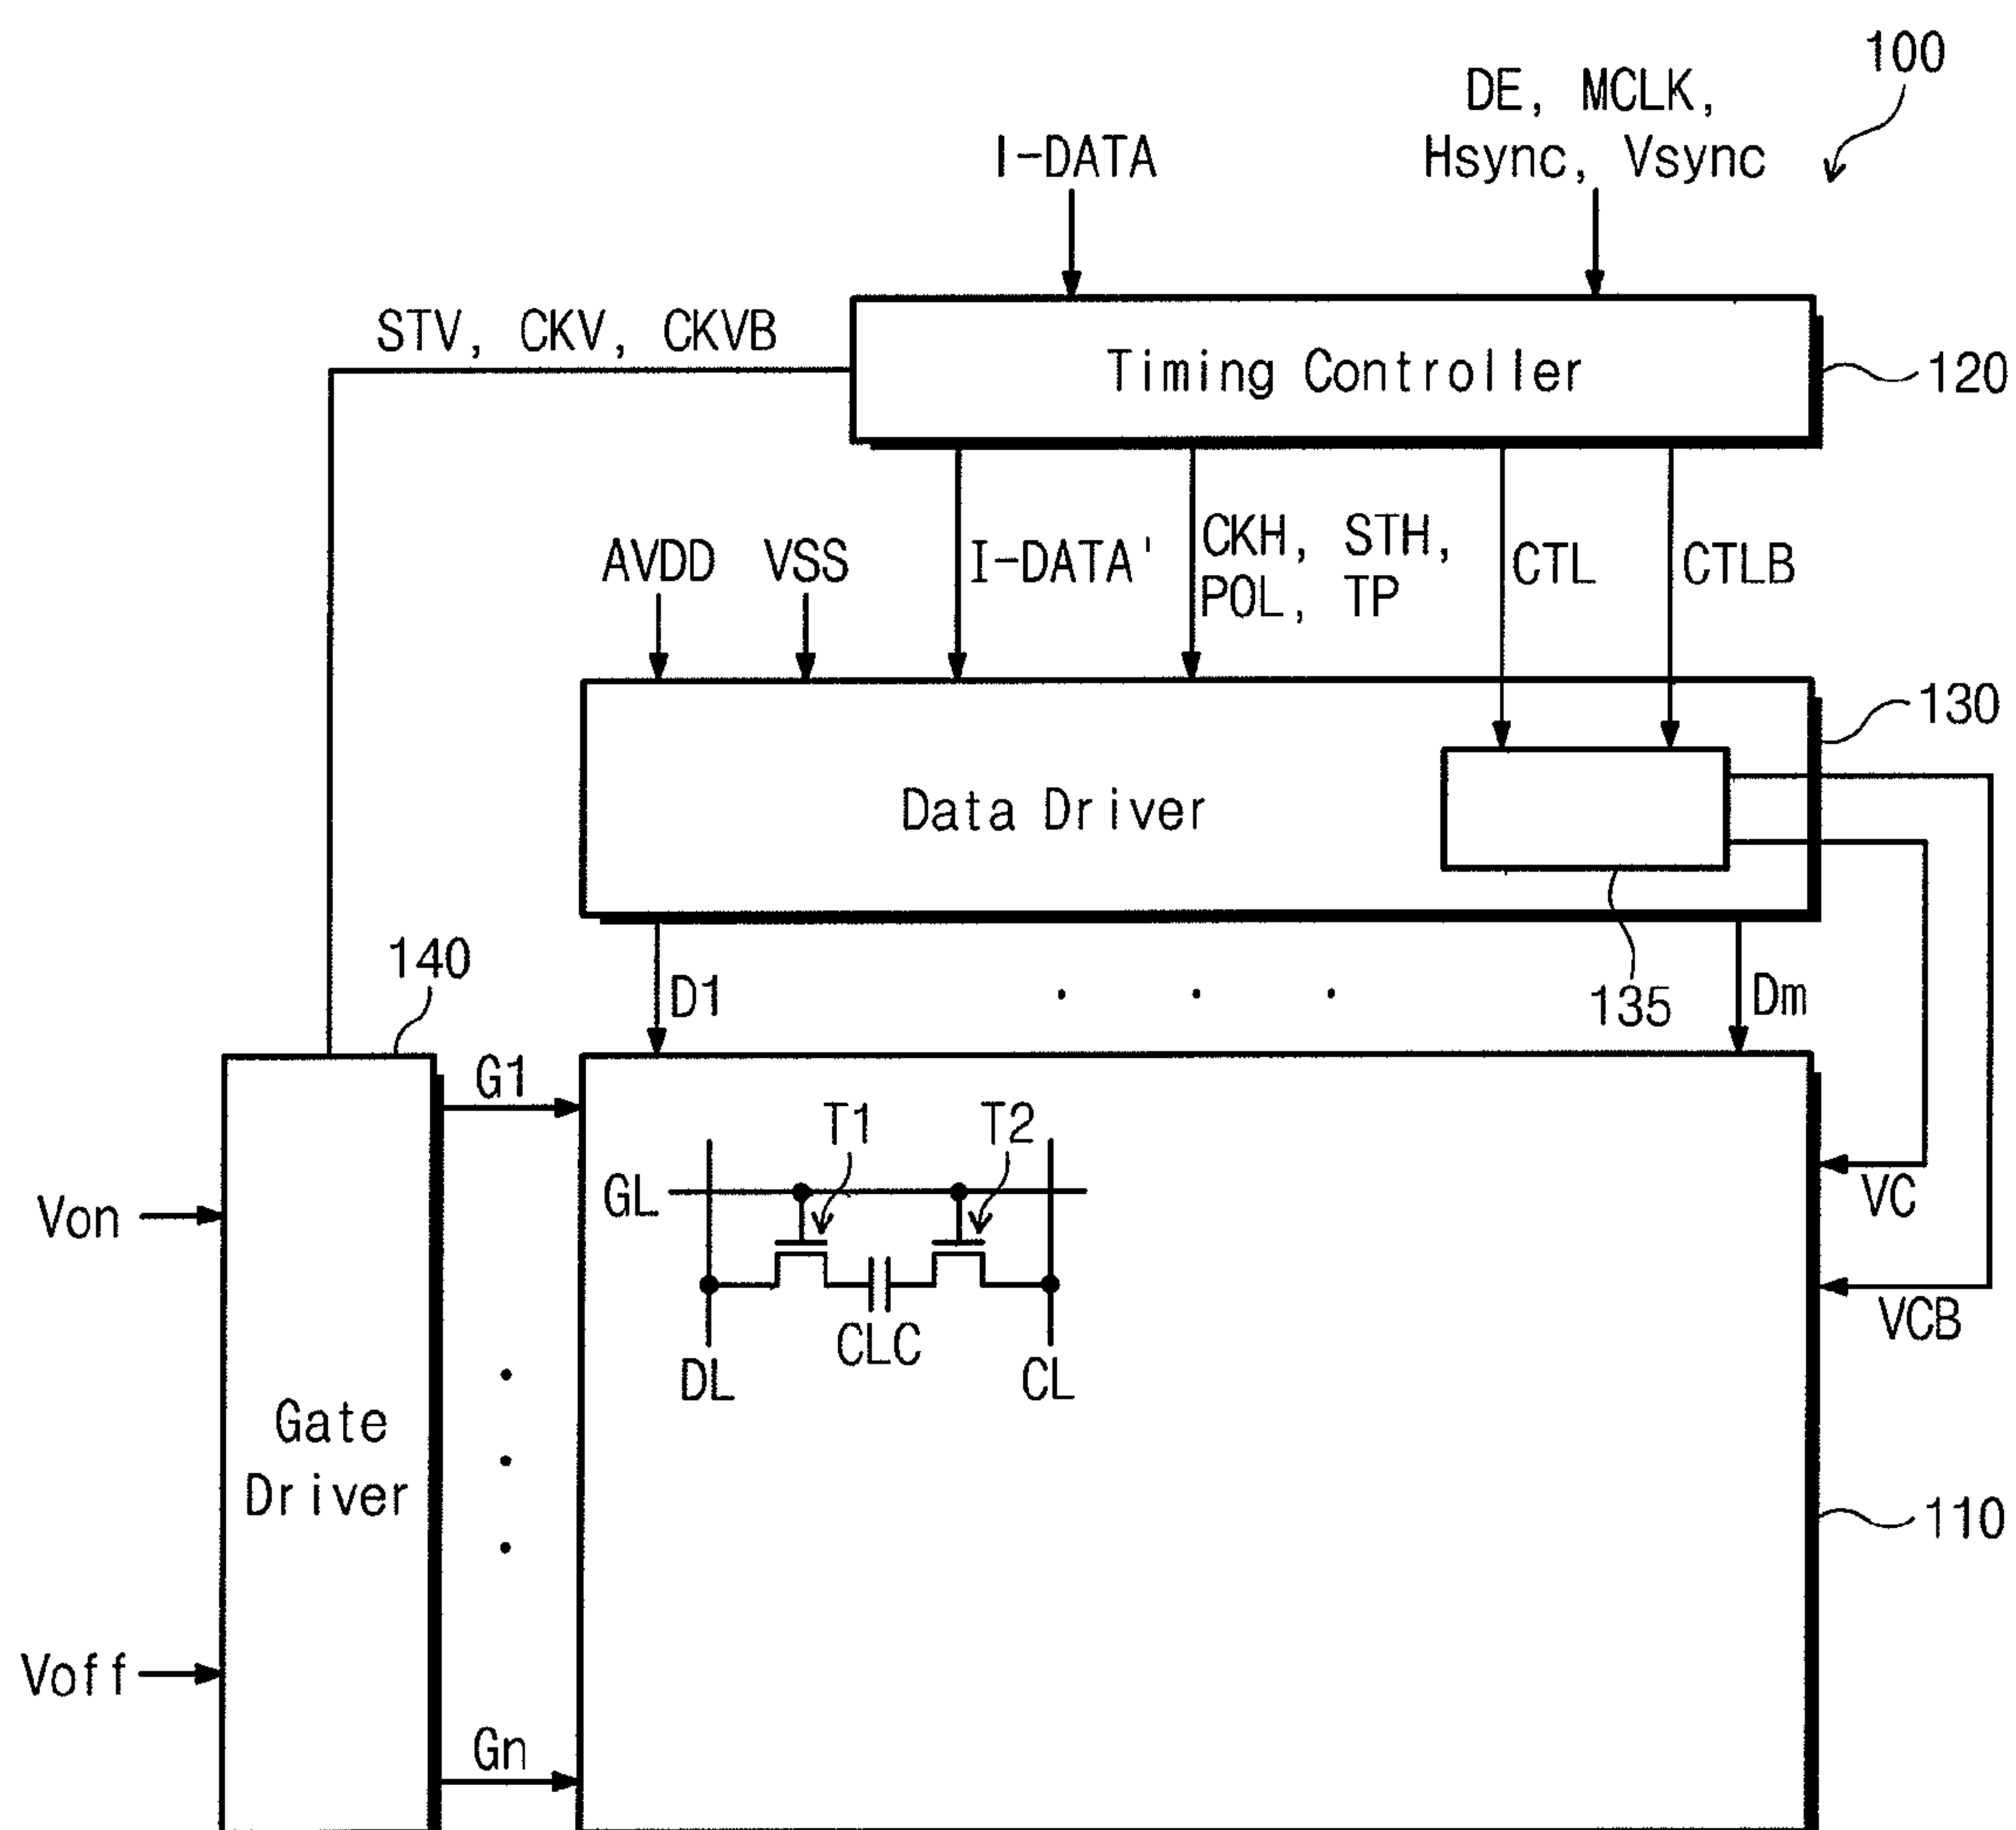 100
DE, MCLK,
Hsync, Vsync
I-DATA
STV, CKV, CKVB
Timing Controller
120
AVDD
VSS
I-DATA'
CKH, STH,
POL, TP
CTL
CTLB
130
Data Driver
135
140
D1
. . .
Dm
G1
T1
T2
GL
VC
Von
VCB
CLC
DL
CL
Gate
Driver
110
Voff
Gn